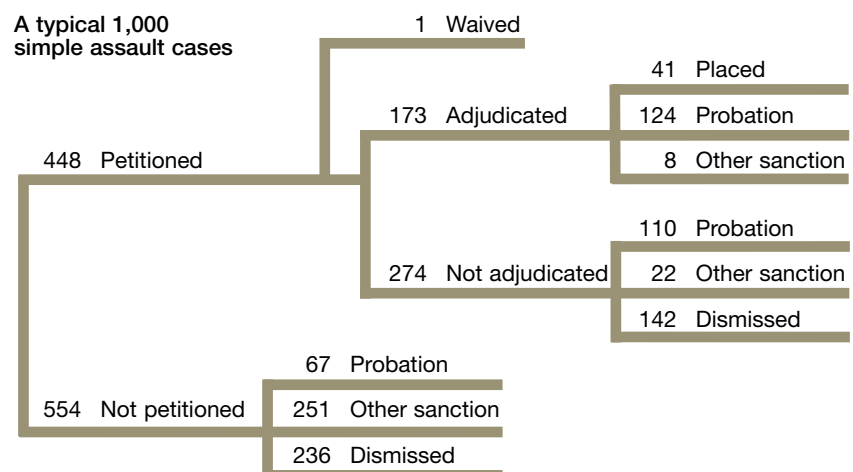 A typical 1,000
simple assault cases
1 Waived
41 Placed
173 Adjudicated
124 Probation
448 Petitioned
8 Other sanction
110 Probation
274 Not adjudicated
22 Other sanction
142 Dismissed
67 Probation
554 Not petitioned
251 Other sanction
236 Dismissed